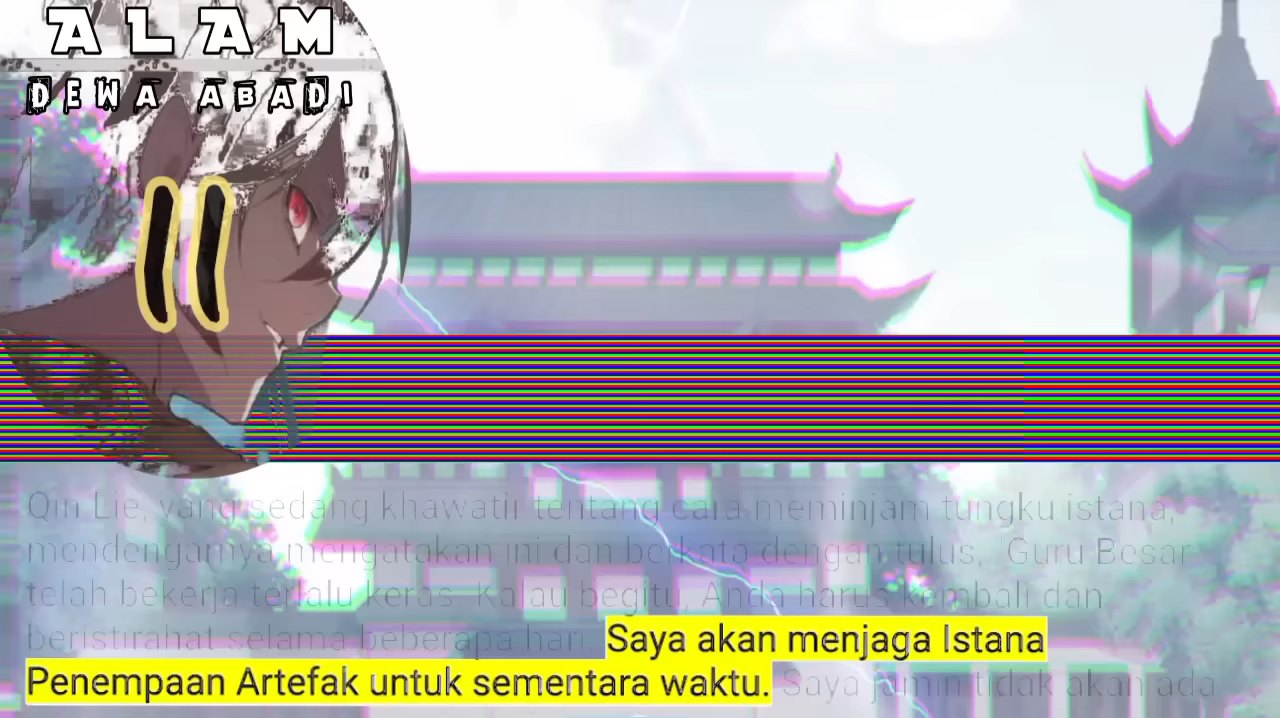 ALAM
DEWA ABADI
Qin Lie, yang sedang khawatir tentang cara meminjam tungku istana,
mendengarnya mengatakan ini dan berkata dengan tulus, Guru Besar
telah bekerja terlalu keras. Kalau begitu, Anda harus kembali dan
beristirahat selama beberapa hari. Saya akan menjaga Istana
Penempaan Artefak untuk sementara waktu. Saya jamin tidak akan ada